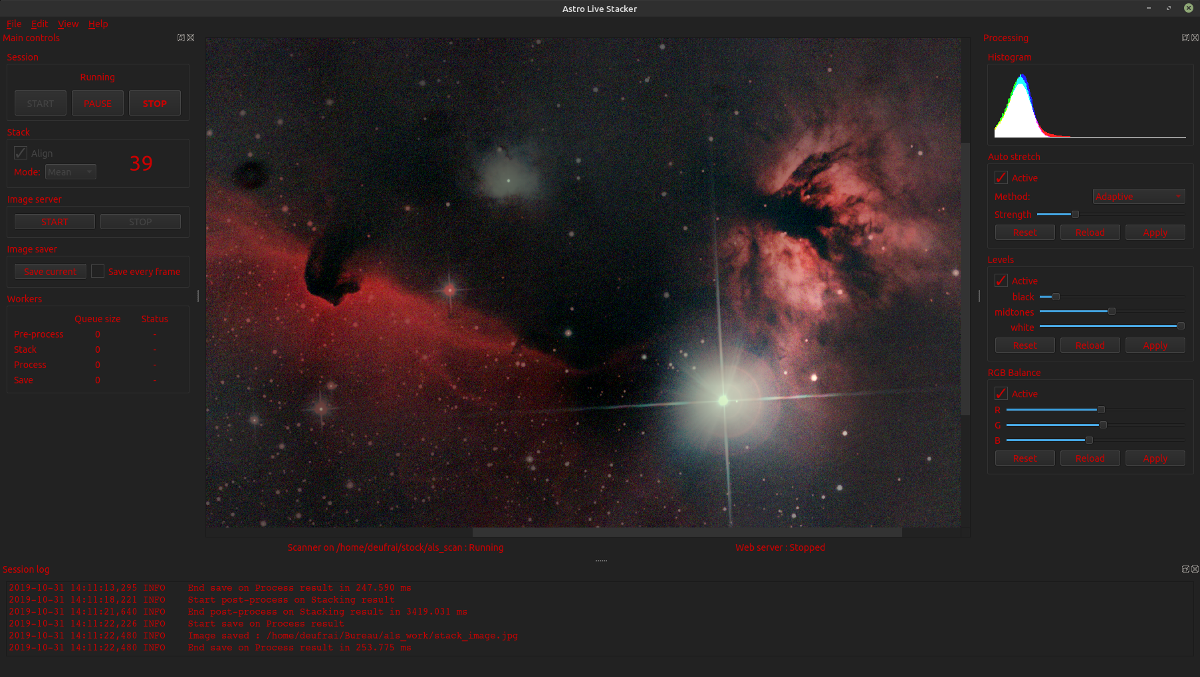 Astro Live Stacker
File Edit View Help
Main controls
Session
Running
START PAUSE STOP
Stack
Align
39
Mode: Mean
Image server
START STOP
Image saver
Save current Save every frame
Workers
Queue size Status
Pre-process 0 -
Stack 0 -
Process 0 -
Save 0 -
Scanner on /home/deufrai/stock/als_scan : Running
Web server : Stopped
Processing
Histogram
Auto stretch
Active
Method: Adaptive
Strength
Reset Reload Apply
Levels
Active
black
midtones
white
Reset Reload Apply
RGB Balance
Active
R
G
B
Reset Reload Apply
Session log
2019-10-31 14:11:13,295 INFO End save on Process result in 247.590 ms
2019-10-31 14:11:18,221 INFO Start post-process on Stacking result
2019-10-31 14:11:21,640 INFO End post-process on Stacking result in 3419.031 ms
2019-10-31 14:11:22,226 INFO Start save on Process result
2019-10-31 14:11:22,480 INFO Image saved : /home/deufrai/Bureau/als_work/stack_image.jpg
2019-10-31 14:11:22,480 INFO End save on Process result in 253.775 ms